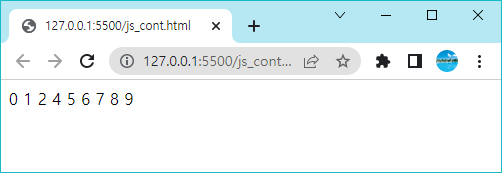 127.0.0.1:5500/js_cont.html
127.0.0.1:5500/js_cont...
0 1 2 4 5 6 7 8 9